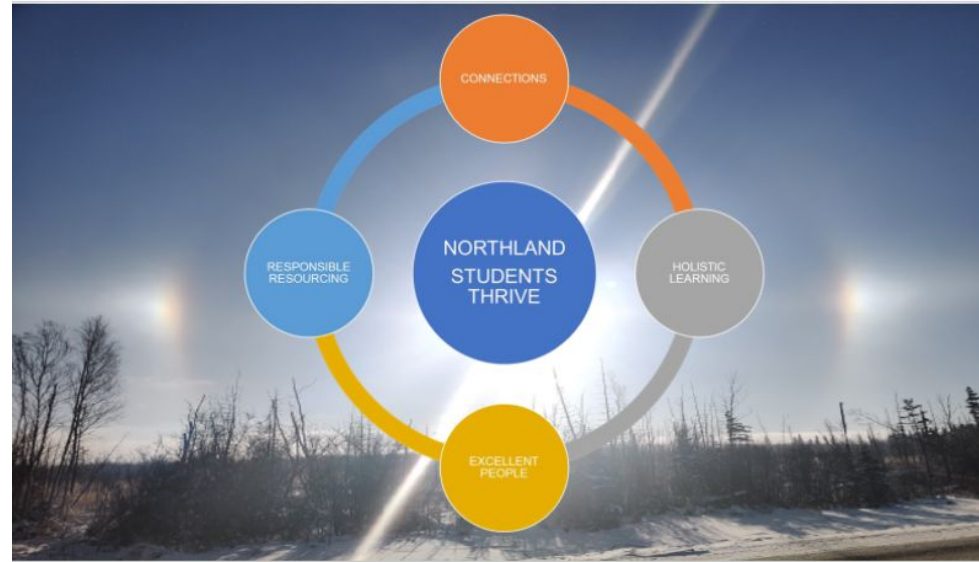 CONNECTIONS
NORTHLAND
STUDENTS
THRIVE
RESPONSIBLE
RESOURCING
HOLISTIC
LEARNING
EXCELLENT
PEOPLE